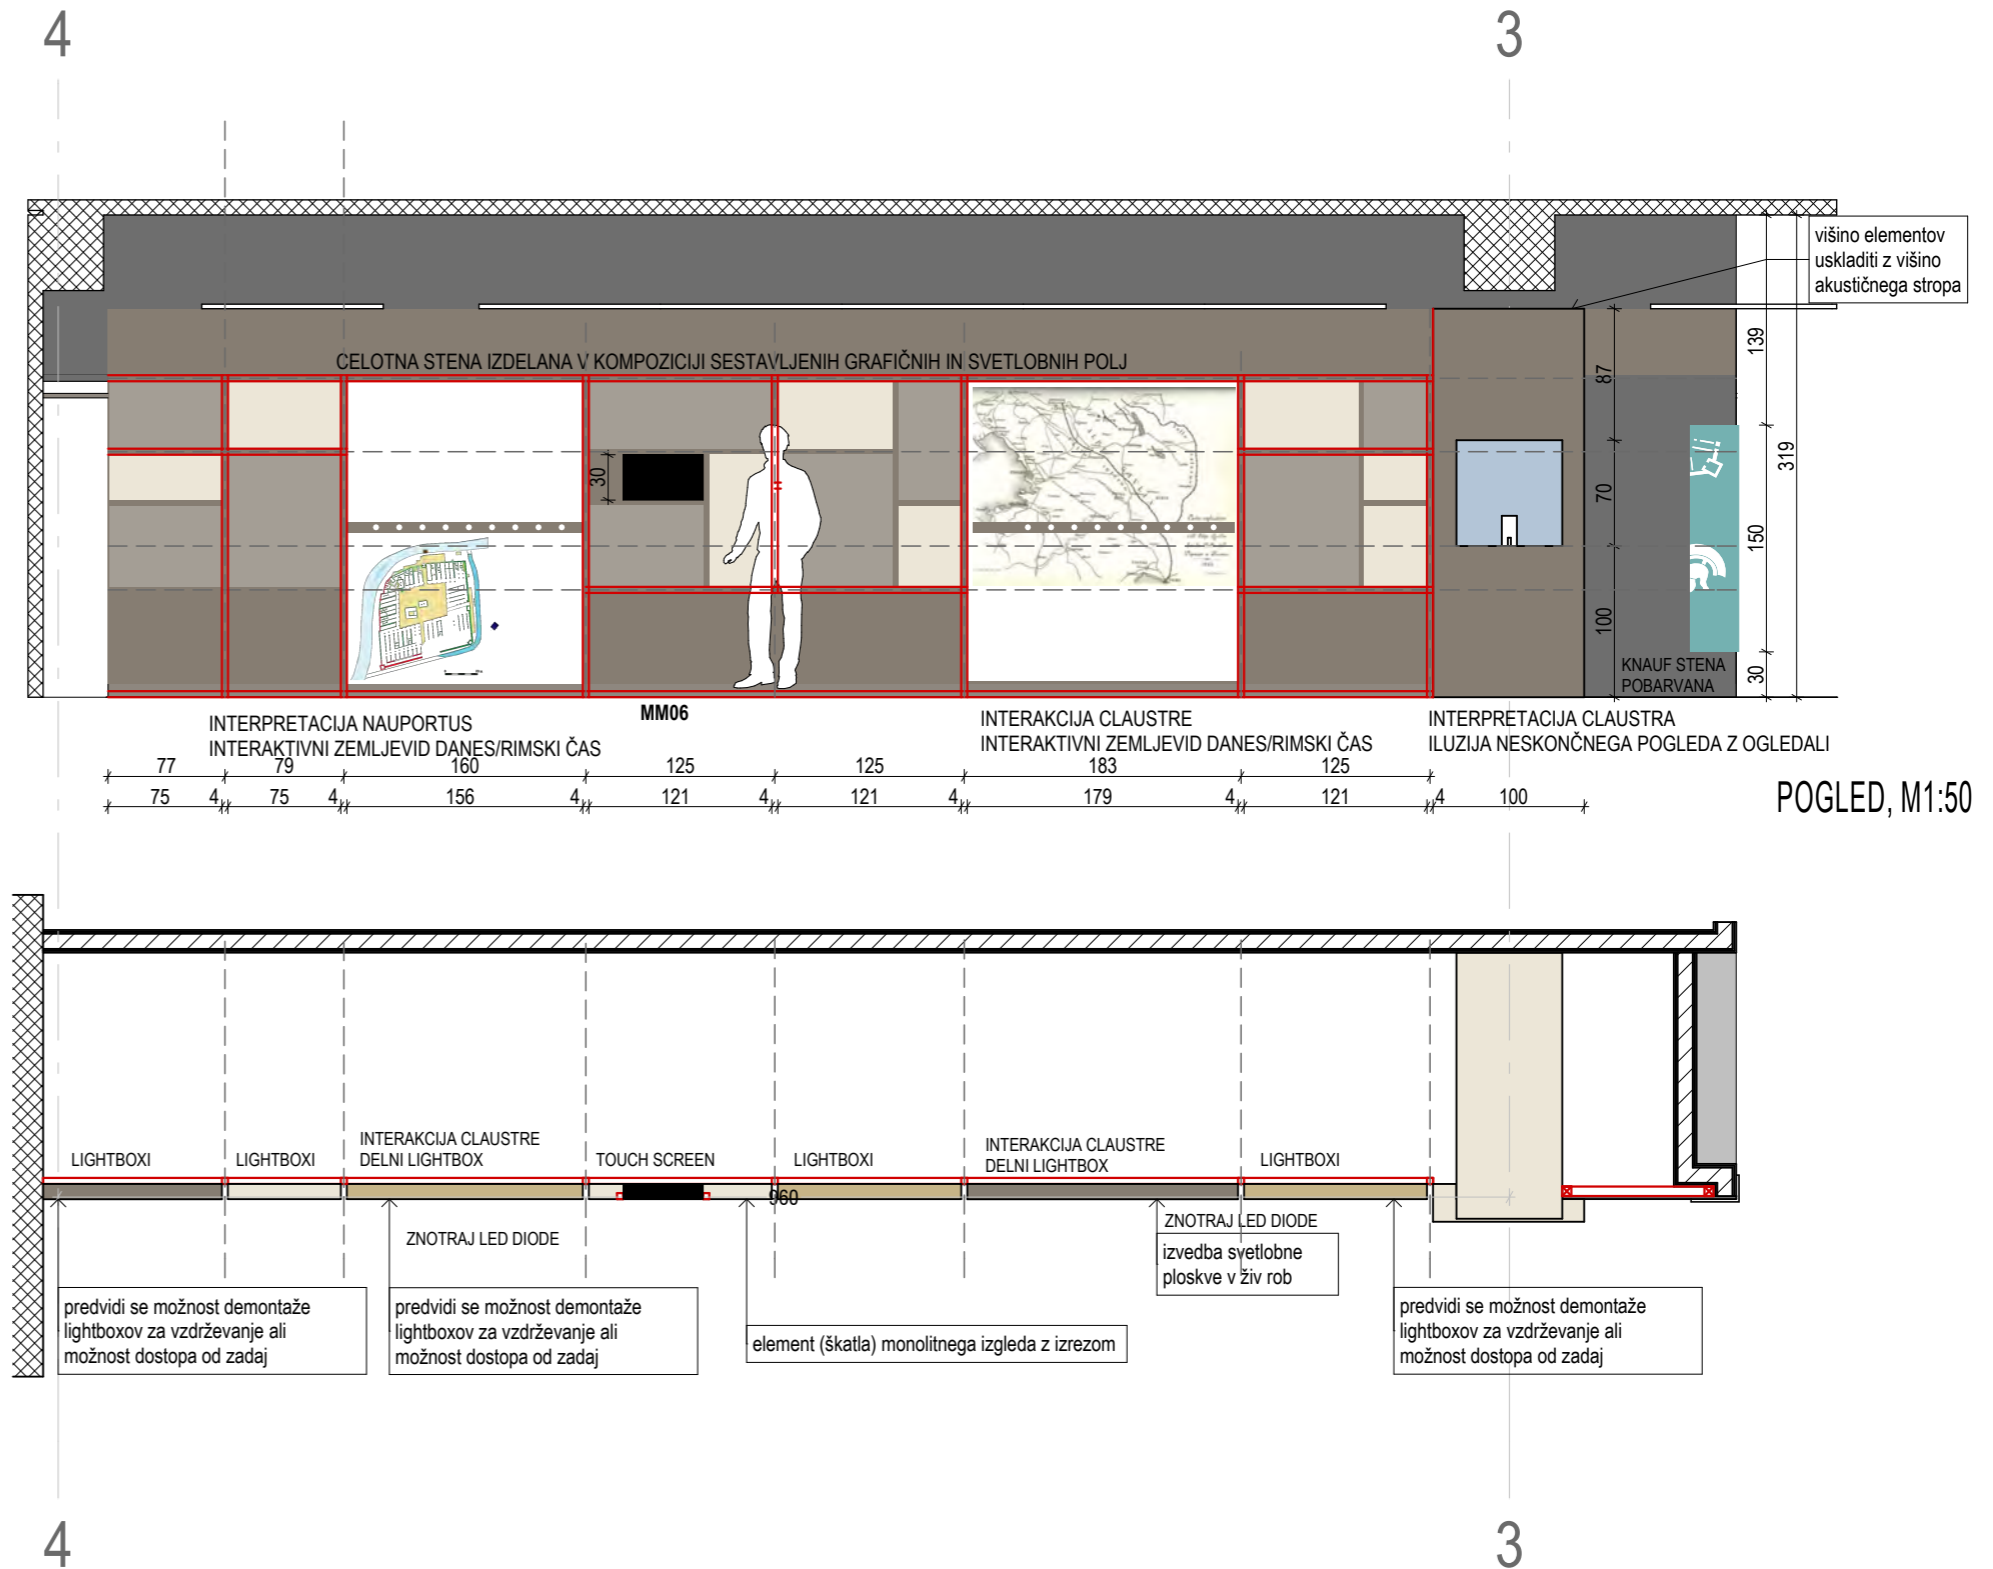 4
3
višino elementov
uskladiti z višino
akustičnega stropa
CELOTNA STENA IZDELANA V KOMPOZICIJI SESTAVLJENIH GRAFIČNIH IN SVETLOBNIH POLJ
139
87
319
30
70
150
100
30
KNAUF STENA
POBARVANA
MM06
INTERPRETACIJA NAUPORTUS
INTERAKTIVNI ZEMLJEVID DANES/RIMSKI ČAS
INTERAKCIJA CLAUSTRE
INTERAKTIVNI ZEMLJEVID DANES/RIMSKI ČAS
INTERPRETACIJA CLAUSTRA
ILUZIJA NESKONČNEGA POGLEDA Z OGLEDALI
77 79 160 125 125 183 125
75 4 75 4 156 4 121 4 121 4 179 4 121 4 100
POGLED, M1:50
LIGHTBOXI
LIGHTBOXI
INTERAKCIJA CLAUSTRE
DELNI LIGHTBOX
TOUCH SCREEN
LIGHTBOXI
INTERAKCIJA CLAUSTRE
DELNI LIGHTBOX
LIGHTBOXI
960
ZNOTRAJ LED DIODE
ZNOTRAJ LED DIODE
izvedba svetlobne
ploskve v živ rob
predvidi se možnost demontaže
lightboxov za vzdrževanje ali
možnost dostopa od zadaj
predvidi se možnost demontaže
lightboxov za vzdrževanje ali
možnost dostopa od zadaj
element (škatla) monolitnega izgleda z izrezom
predvidi se možnost demontaže
lightboxov za vzdrževanje ali
možnost dostopa od zadaj
4
3